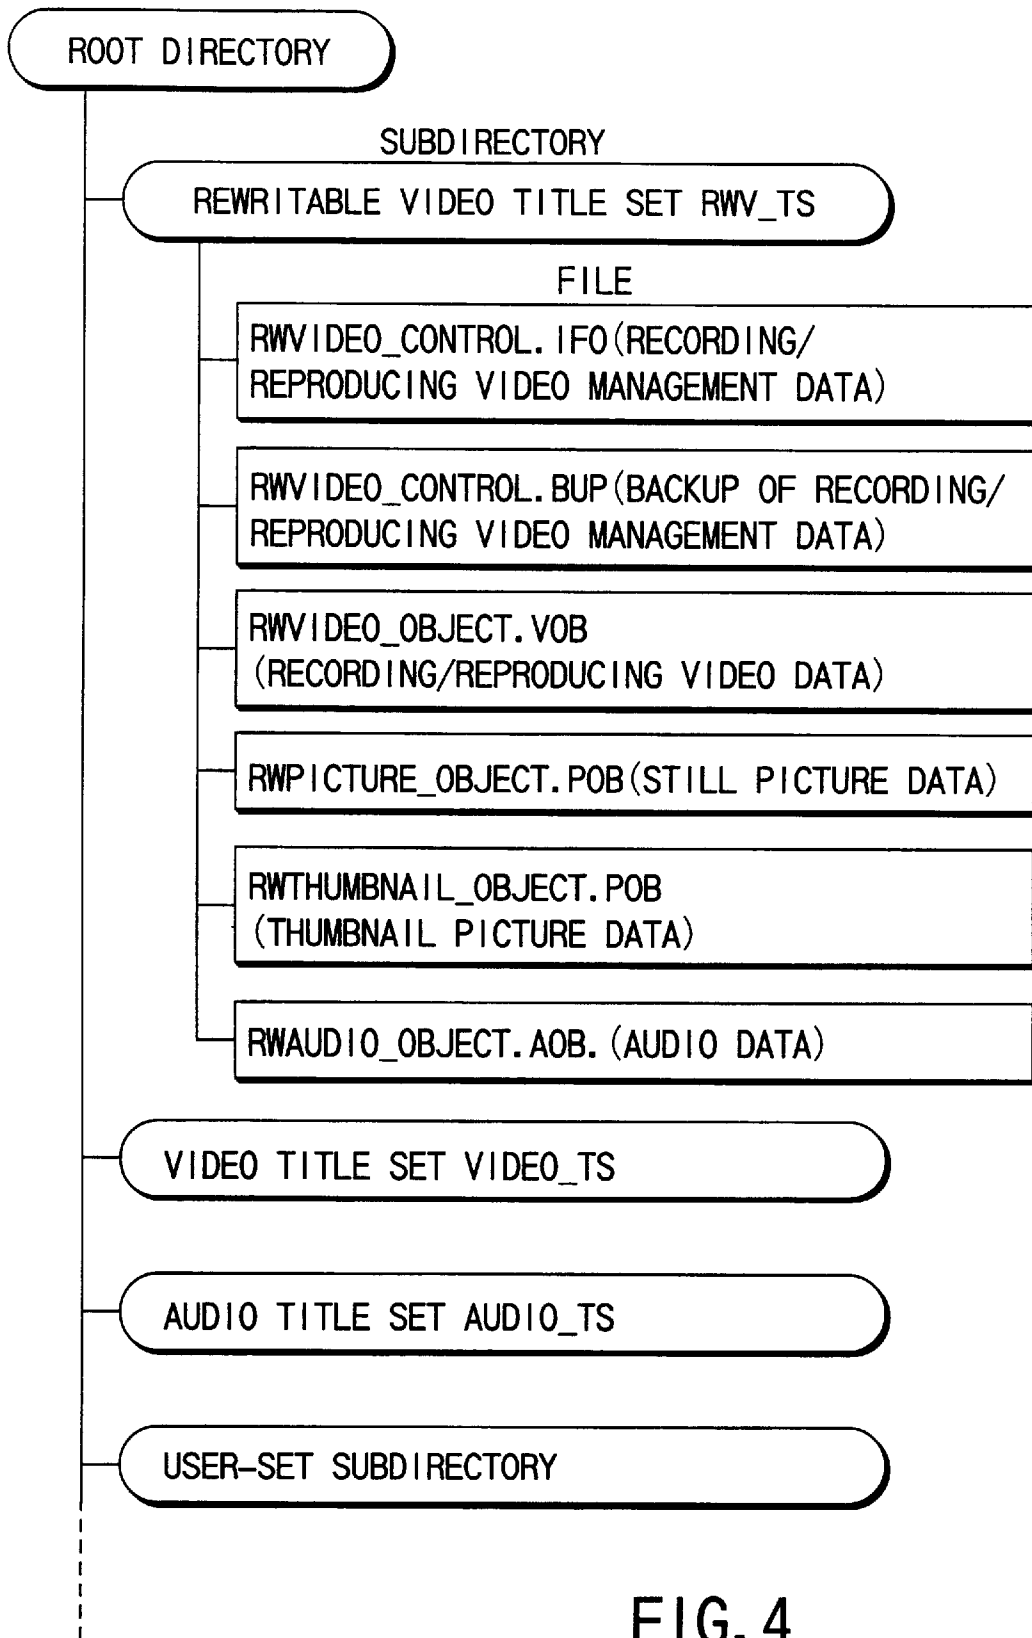 ROOT DIRECTORY
SUBDIRECTORY
REWRITABLE VIDEO TITLE SET RWV_TS
FILE
RWVIDEO_CONTROL.IFO(RECORDING/
REPRODUCING VIDEO MANAGEMENT DATA)
RWVIDEO_CONTROL.BUP(BACKUP OF RECORDING/
REPRODUCING VIDEO MANAGEMENT DATA)
RWVIDEO_OBJECT.VOB
(RECORDING/REPRODUCING VIDEO DATA)
RWPICTURE_OBJECT.POB(STILL PICTURE DATA)
RWTHUMBNAIL_OBJECT.POB
(THUMBNAIL PICTURE DATA)
RWAUDIO_OBJECT.AOB.(AUDIO DATA)
VIDEO TITLE SET VIDEO_TS
AUDIO TITLE SET AUDIO_TS
USER-SET SUBDIRECTORY
FIG. 4